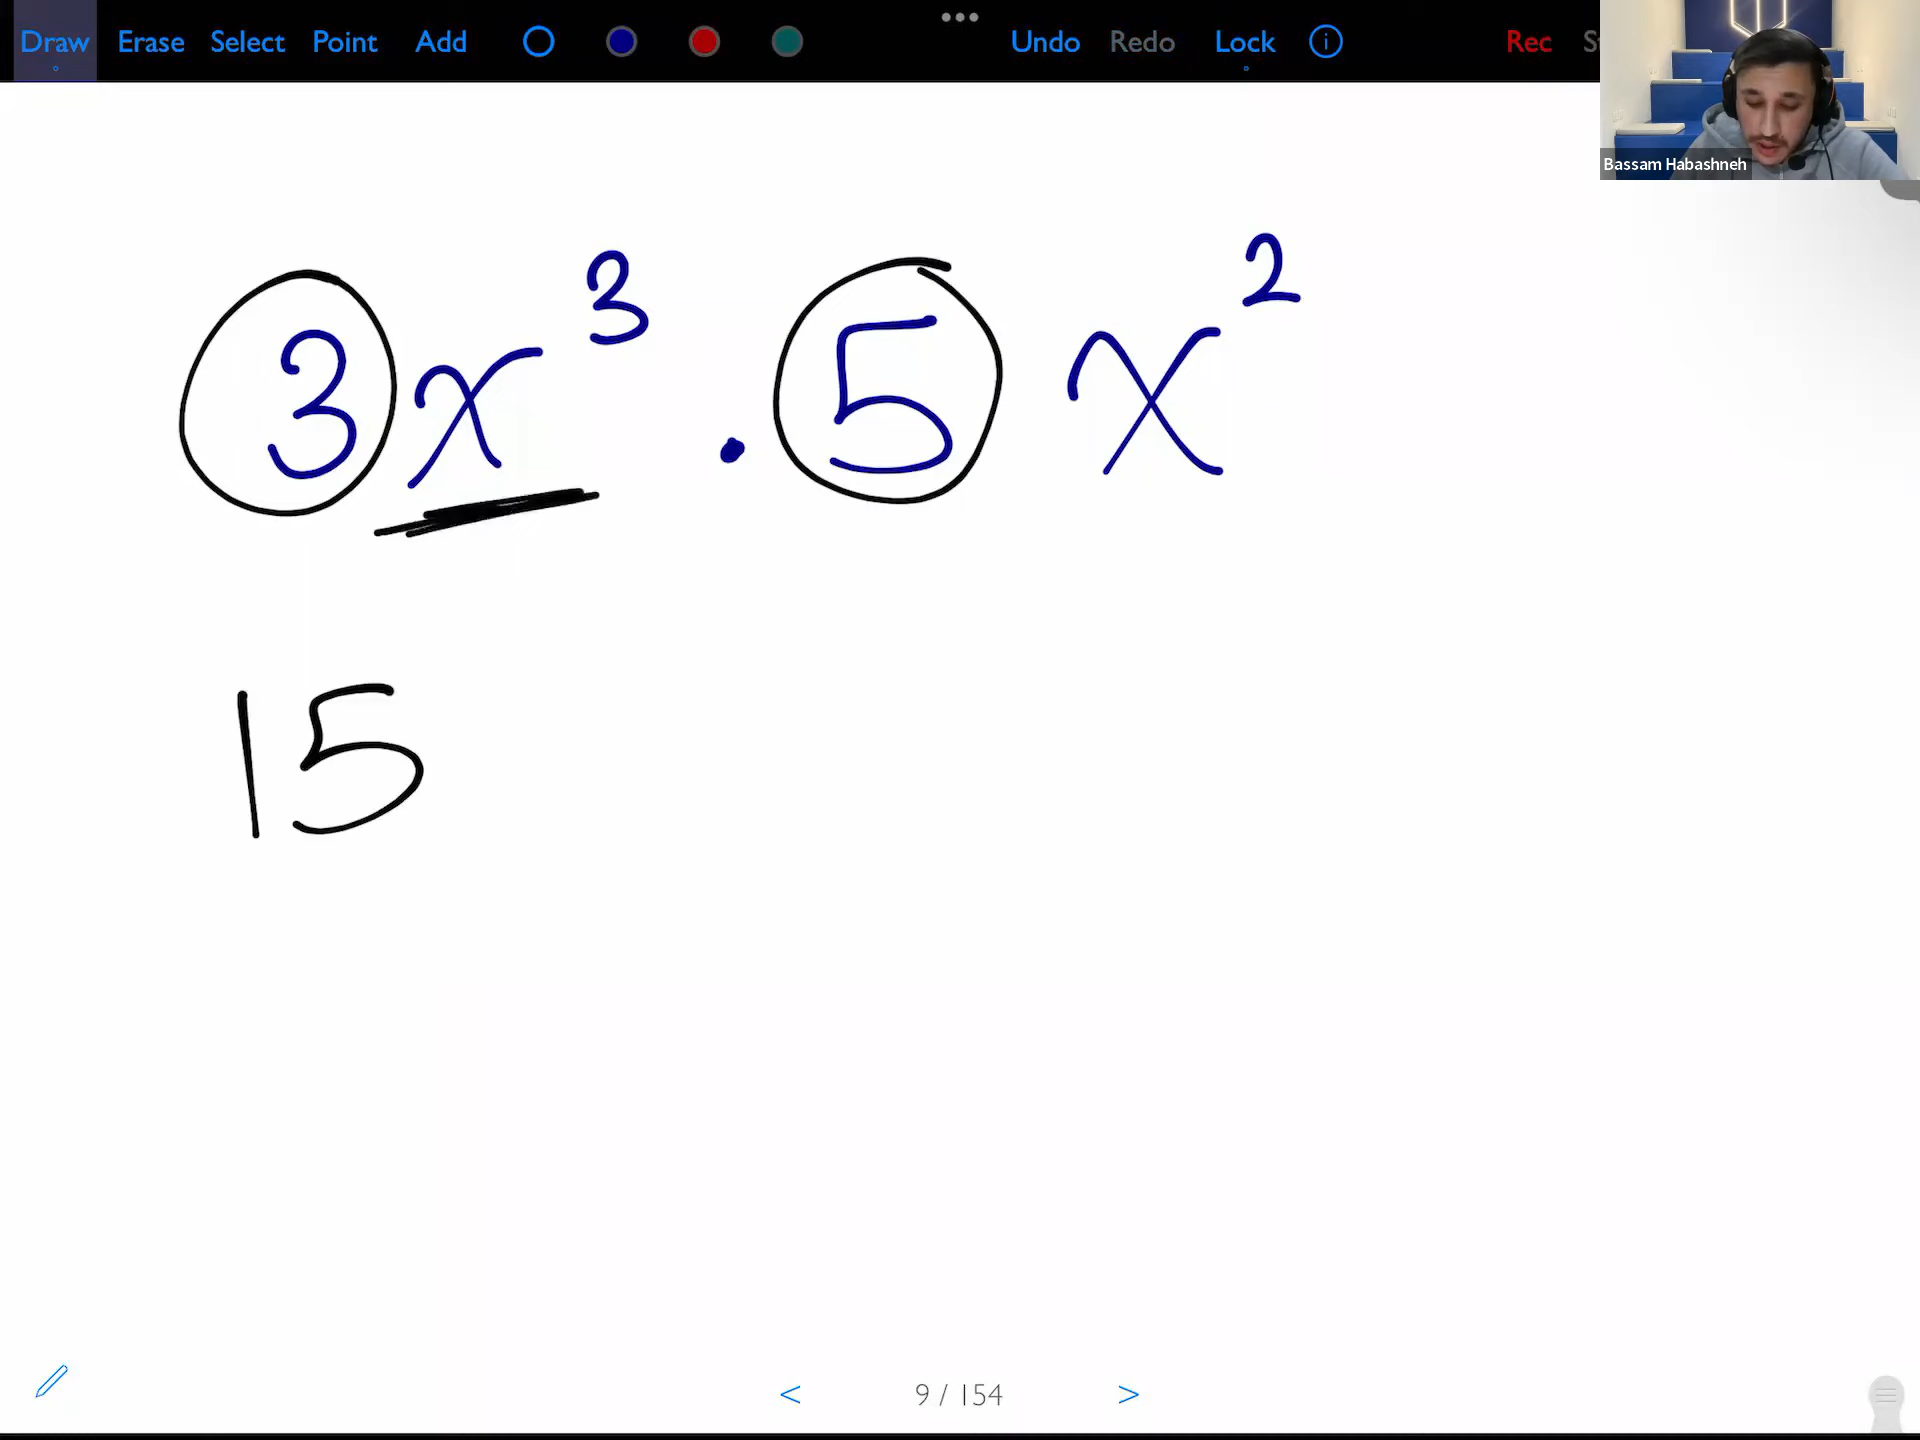 Draw Erase Select Point Add Undo Redo Lock Rec
Bassam Habashneh
3x³ . 5x²
15
< 9 / 154 >